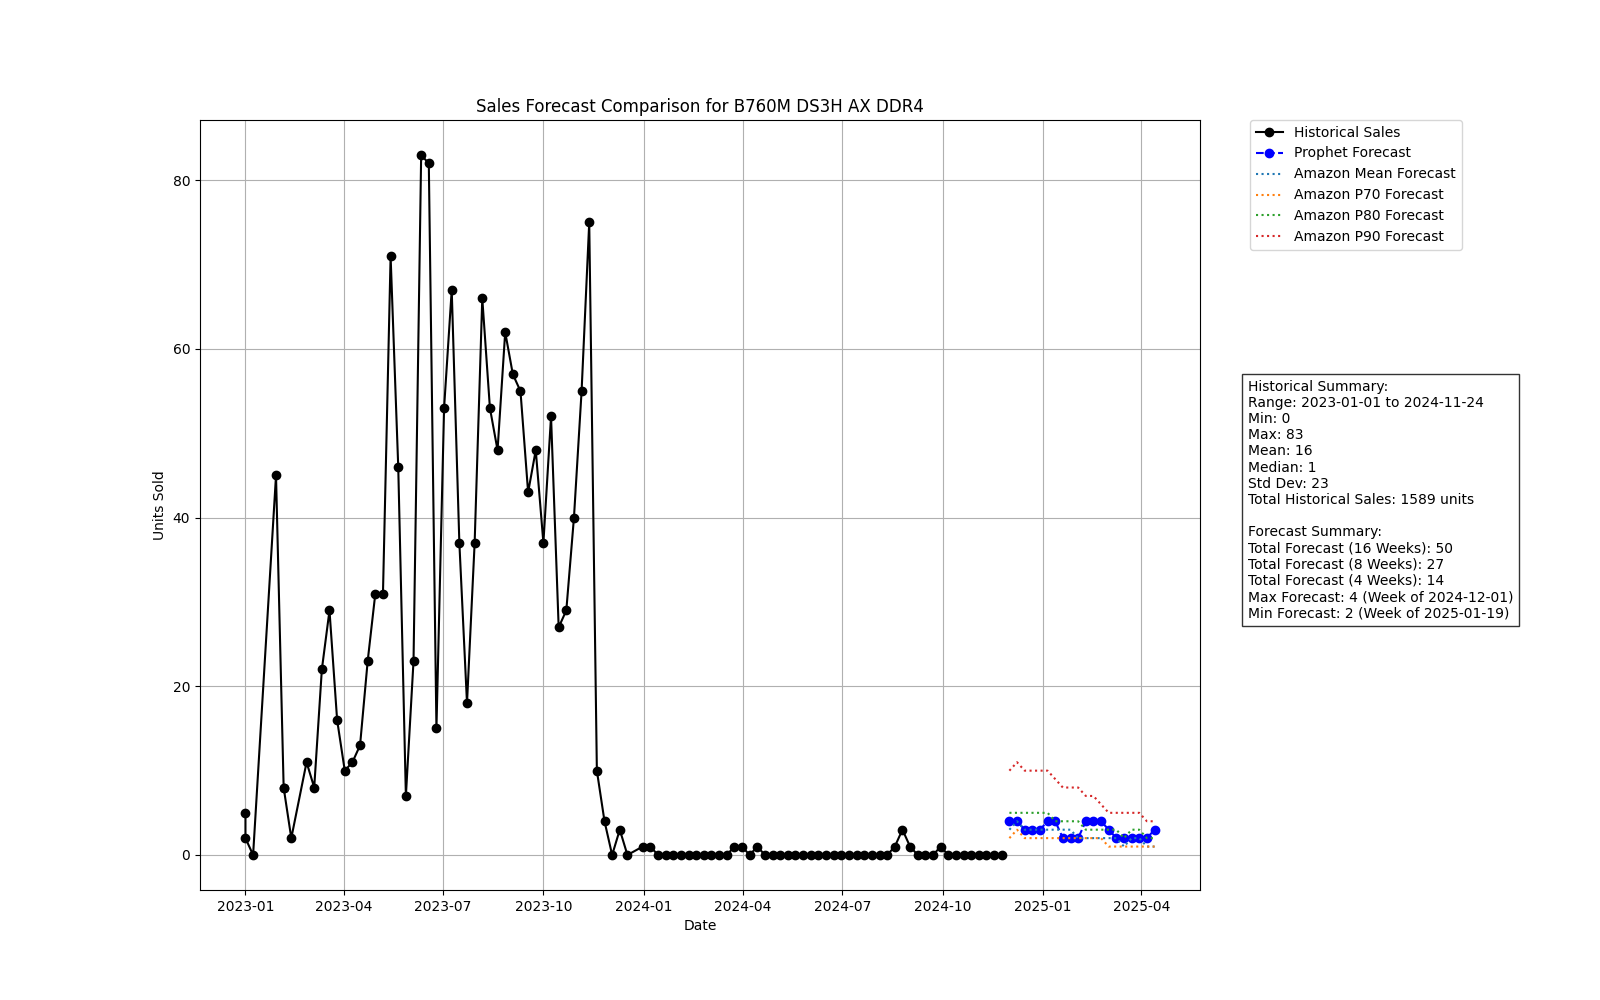 Sales Forecast Comparison for B760M DS3H AX DDR4
Historical Sales
Prophet Forecast
Amazon Mean Forecast
Amazon P70 Forecast
Amazon P80 Forecast
Amazon P90 Forecast
80
60
40
20
0
Units Sold
2023-01 2023-04 2023-07 2023-10 2024-01 2024-04 2024-07 2024-10 2025-01 2025-04
Date
Historical Summary:
Range: 2023-01-01 to 2024-11-24
Min: 0
Max: 83
Mean: 16
Median: 1
Std Dev: 23
Total Historical Sales: 1589 units
Forecast Summary:
Total Forecast (16 Weeks): 50
Total Forecast (8 Weeks): 27
Total Forecast (4 Weeks): 14
Max Forecast: 4 (Week of 2024-12-01)
Min Forecast: 2 (Week of 2025-01-19)